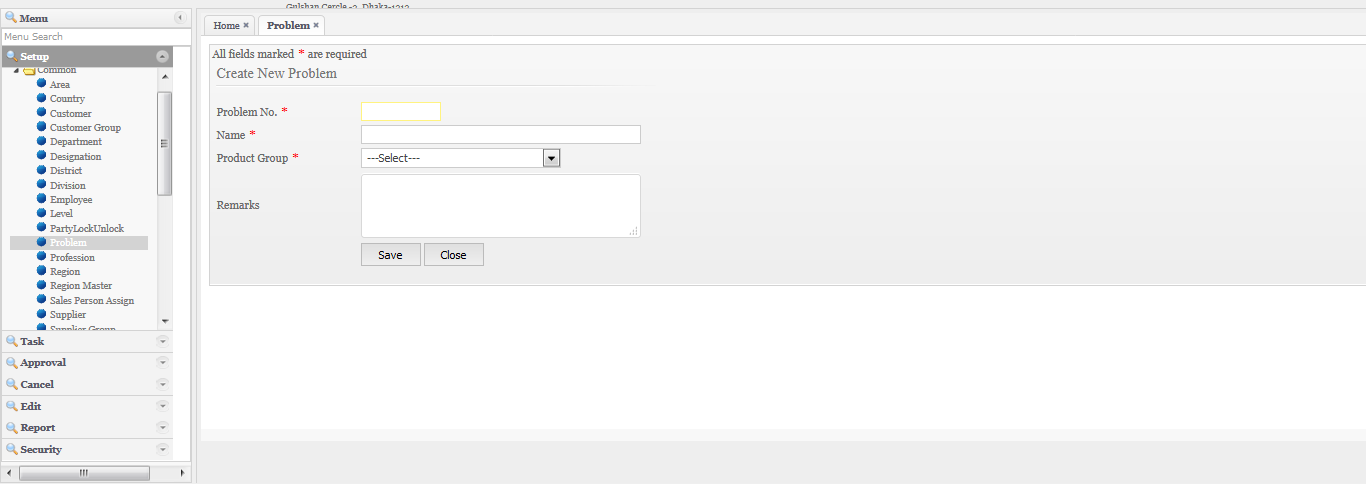 Gulshan Cercle -2, Dhaka-1212
Menu
Menu Search
Setup
Common
Area
Country
Customer
Customer Group
Department
Designation
District
Division
Employee
Level
PartyLockUnlock
Problem
Profession
Region
Region Master
Sales Person Assign
Supplier
Supplier Group
Task
Approval
Cancel
Edit
Report
Security
Home
Problem
All fields marked * are required
Create New Problem
Problem No. *
Name *
Product Group * ---Select---
Remarks
Save Close